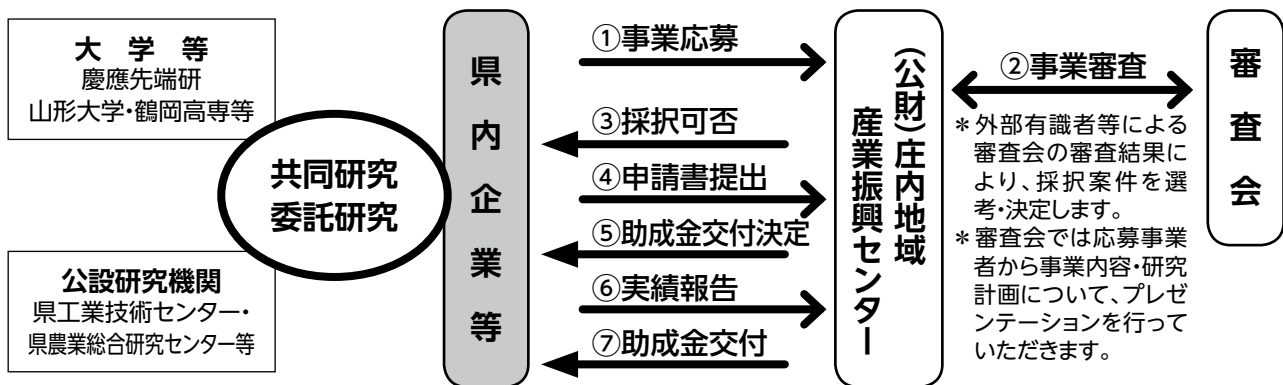 大学等
慶應先端研
山形大学・鶴岡高専等
共同研究
委託研究
公設研究機関
県工業技術センター・
県農業総合研究センター等
県内企業等
①事業応募
③採択可否
④申請書提出
⑤助成金交付決定
⑥実績報告
⑦助成金交付
（公財）庄内地域
産業振興センター
②事業審査
＊外部有識者等による
審査会の審査結果に
より、採択案件を選
考・決定します。
＊審査会では応募事業
者から事業内容・研究
計画について、プレゼ
ンテーションを行って
いただきます。
審査会